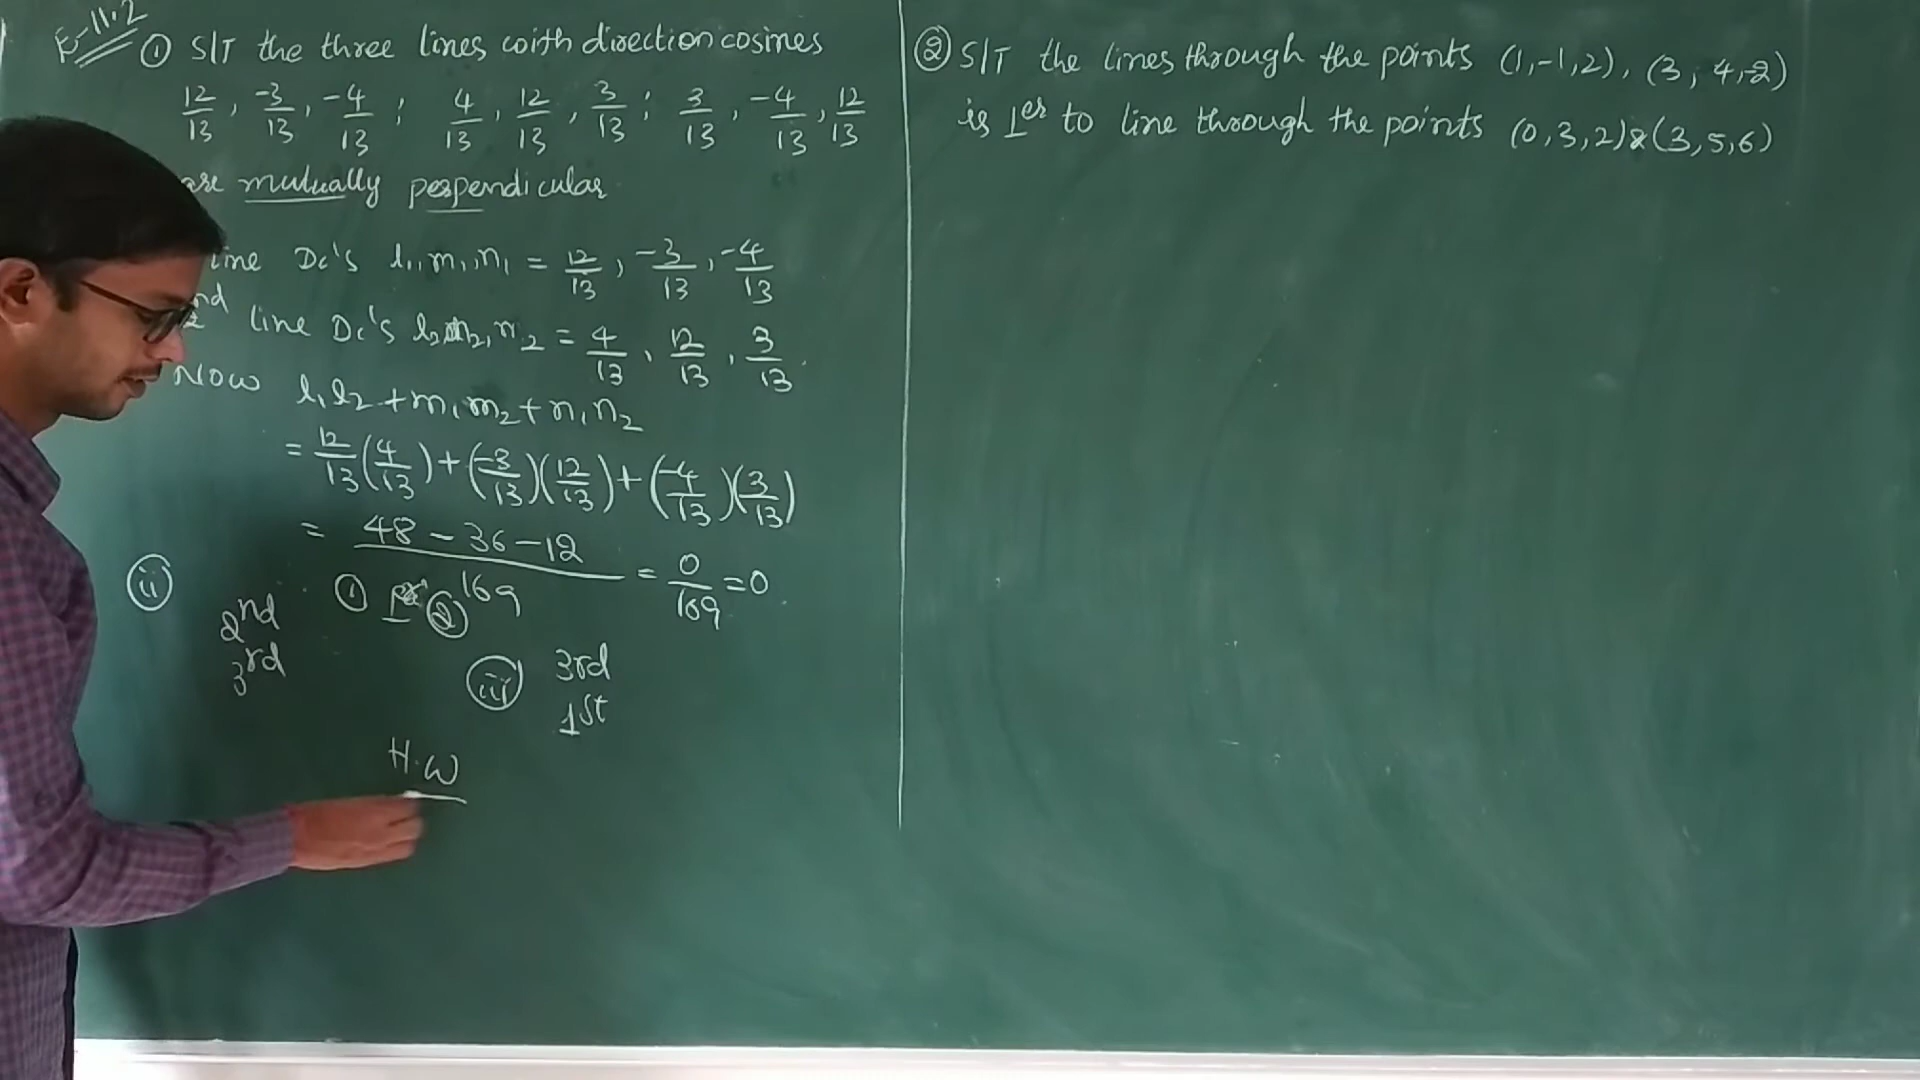 E-11.2
① S/T the three lines with direction cosines
12/13, -3/13, -4/13 ; 4/13, 12/13, 3/13 ; 3/13, -4/13, 12/13
are mutually perpendicular
line Dc's l₁,m₁,n₁ = 12/13, -3/13, -4/13
2nd line Dc's l₂,m₂,n₂ = 4/13, 12/13, 3/13
Now l₁l₂ + m₁m₂ + n₁n₂
= 12/13 (4/13) + (-3/13)(12/13) + (-4/13)(3/13)
= (48 - 36 - 12)/169 = 0/169 = 0
① ⊥er ②
ii
2nd
3rd
iii
3rd
1st
H.W
② S/T the lines through the points (1,-1,2), (3, 4,-2)
is ⊥er to line through the points (0,3,2) & (3,5,6)